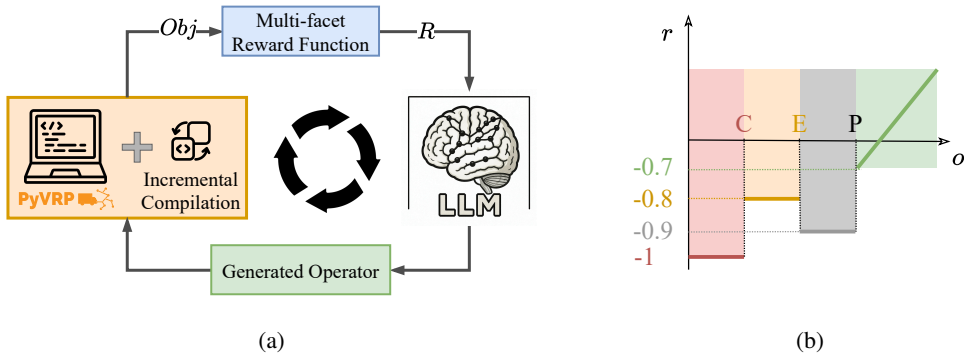 Obj
Multi-facet
Reward Function
R
</>
PyVRP
Incremental
Compilation
<>
LLM
Generated Operator
(a)
r
C E P
o
-0.7
-0.8
-0.9
-1
(b)